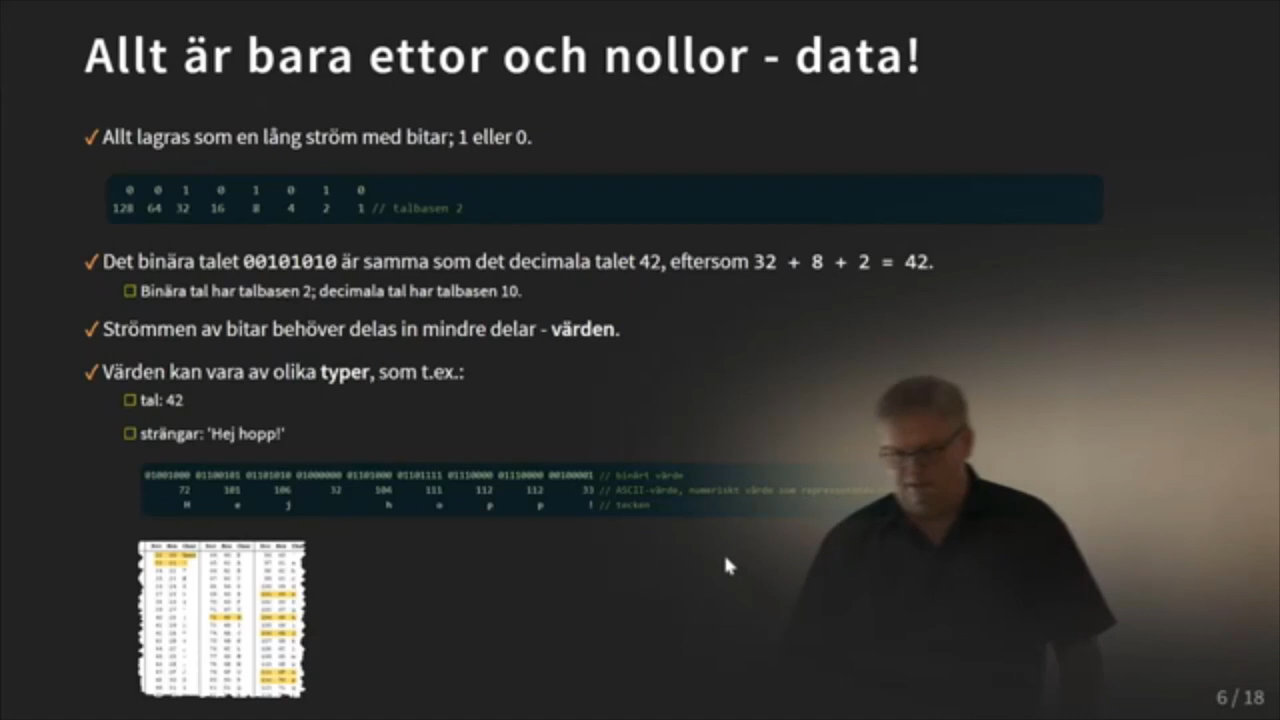 Allt är bara ettor och nollor - data!
✓ Allt lagras som en lång ström med bitar; 1 eller 0.
0 0 1 0 1 0 1 0
128 64 32 16 8 4 2 1 // talbasen 2
✓ Det binära talet 00101010 är samma som det decimala talet 42, eftersom 32 + 8 + 2 = 42.
Binära tal har talbasen 2; decimala tal har talbasen 10.
✓ Strömmen av bitar behöver delas in mindre delar - värden.
✓ Värden kan vara av olika typer, som t.ex.:
tal: 42
strängar: 'Hej hopp!'
01001000 01100101 01101010 01000000 01101000 01101111 01110000 01110000 00100001 // binärt värde
72 101 106 32 104 111 112 112 33 // ASCII-värde, numeriskt värde som
H e j h o p p ! // tecken
6 / 18